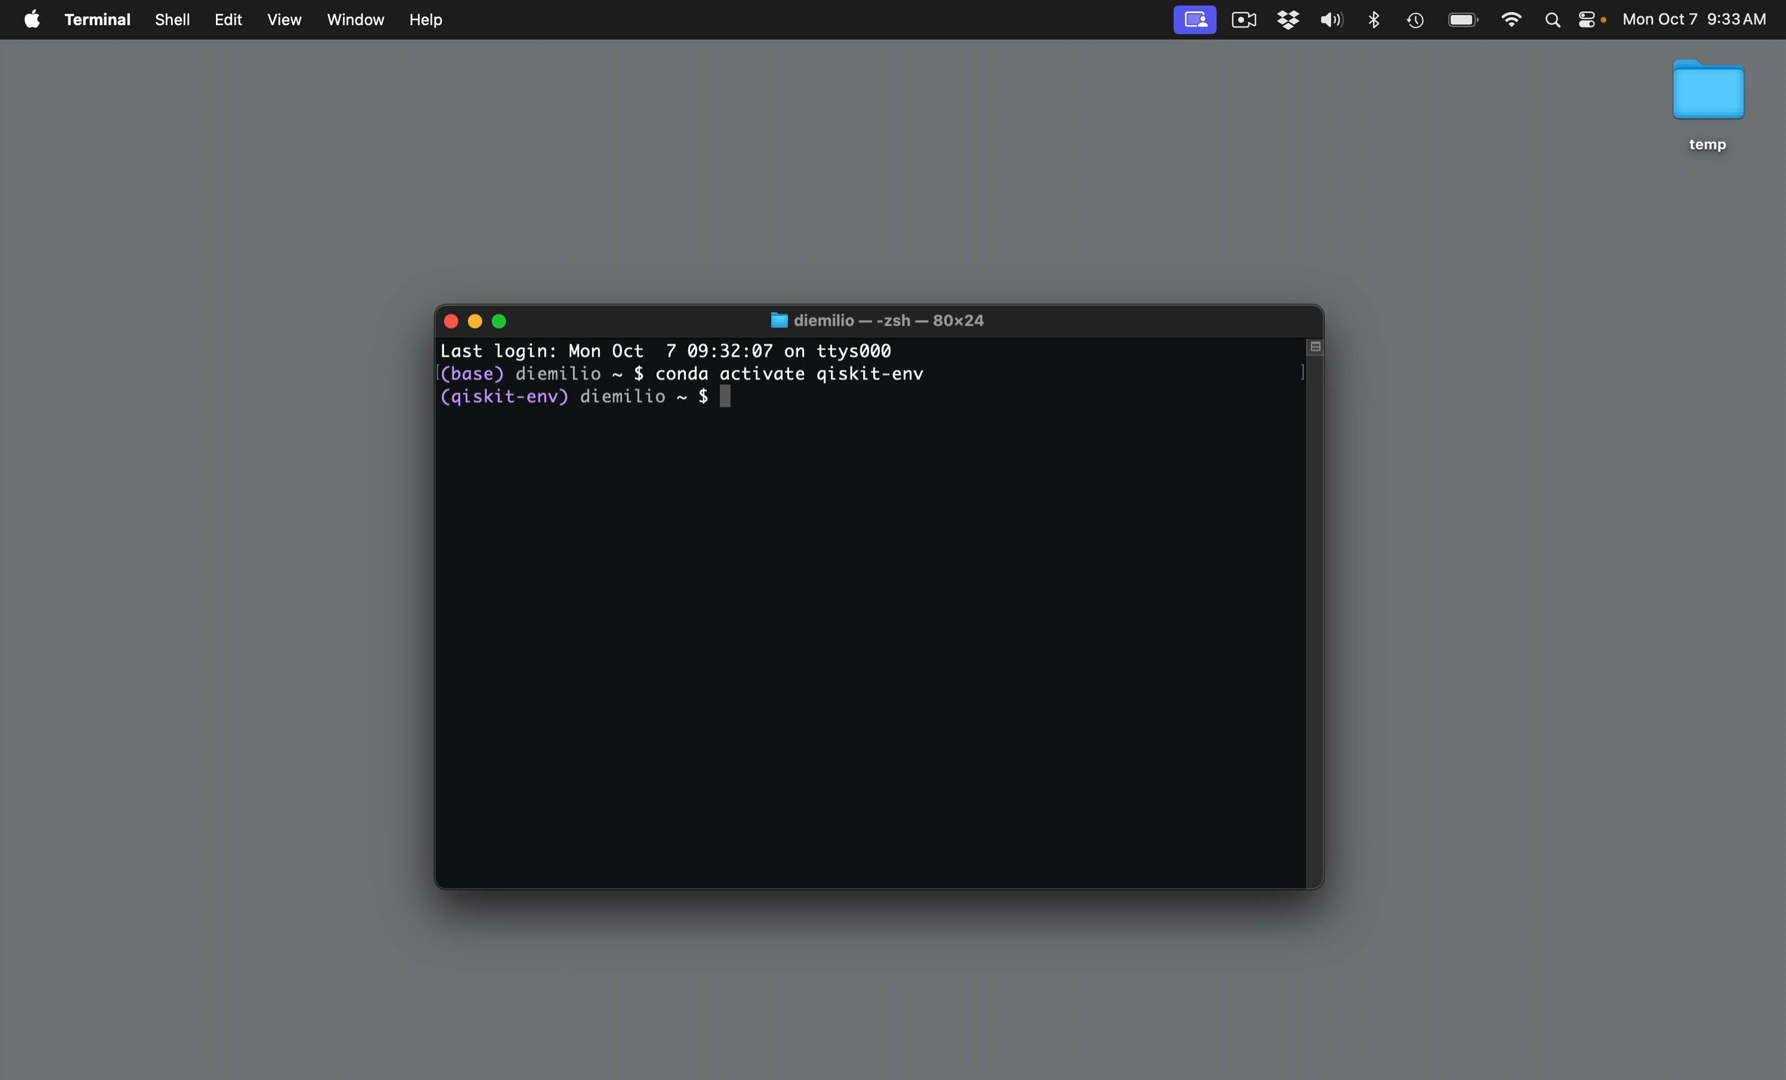 Terminal Shell Edit View Window Help Mon Oct 7 9:33 AM
temp
diemilio — -zsh — 80×24
Last login: Mon Oct  7 09:32:07 on ttys000
[(base) diemilio ~ $ conda activate qiskit-env ]
(qiskit-env) diemilio ~ $